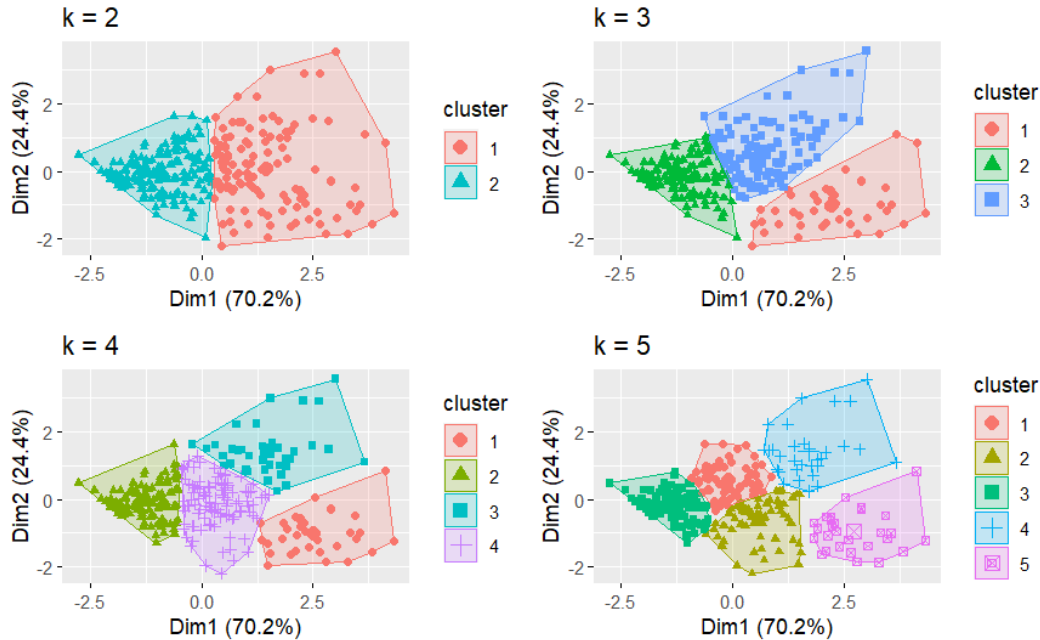 k = 2
Dim2 (24.4%)
2
0
-2
-2.5 0.0 2.5
Dim1 (70.2%)
cluster
1
2
k = 3
Dim2 (24.4%)
2
0
-2
-2.5 0.0 2.5
Dim1 (70.2%)
cluster
1
2
3
k = 4
Dim2 (24.4%)
2
0
-2
-2.5 0.0 2.5
Dim1 (70.2%)
cluster
1
2
3
4
k = 5
Dim2 (24.4%)
2
0
-2
-2.5 0.0 2.5
Dim1 (70.2%)
cluster
1
2
3
4
5